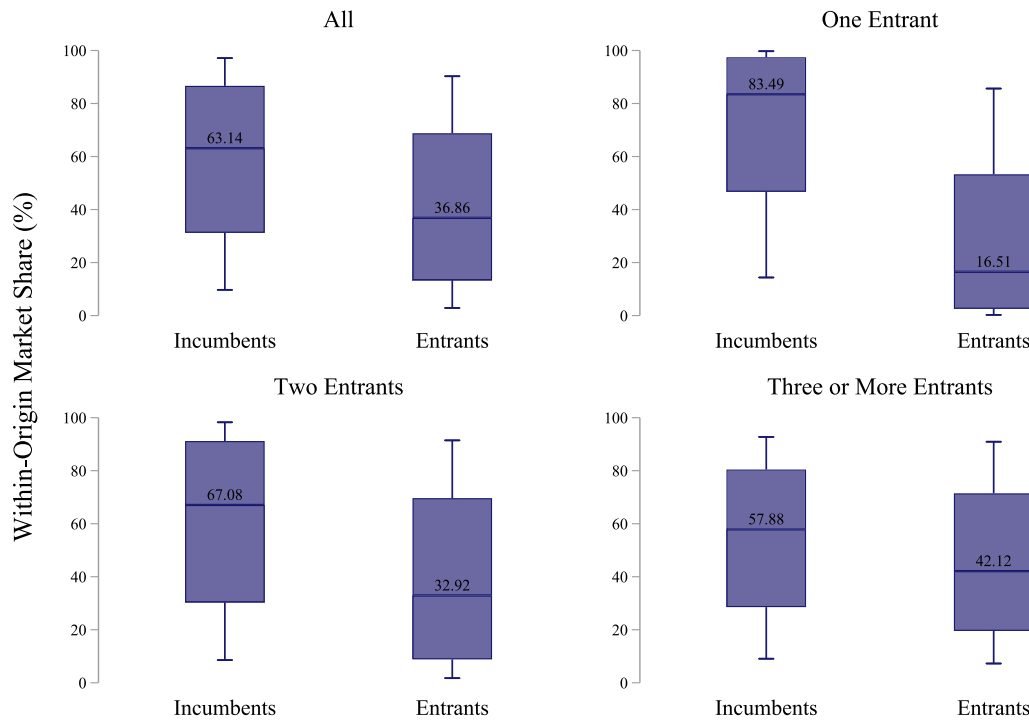 All
100
80
60
40
20
0
63.14
36.86
Incumbents
Entrants
One Entrant
100
80
60
40
20
0
83.49
16.51
Incumbents
Entrants
Within-Origin Market Share (%)
Two Entrants
100
80
60
40
20
0
67.08
32.92
Incumbents
Entrants
Three or More Entrants
100
80
60
40
20
0
57.88
42.12
Incumbents
Entrants